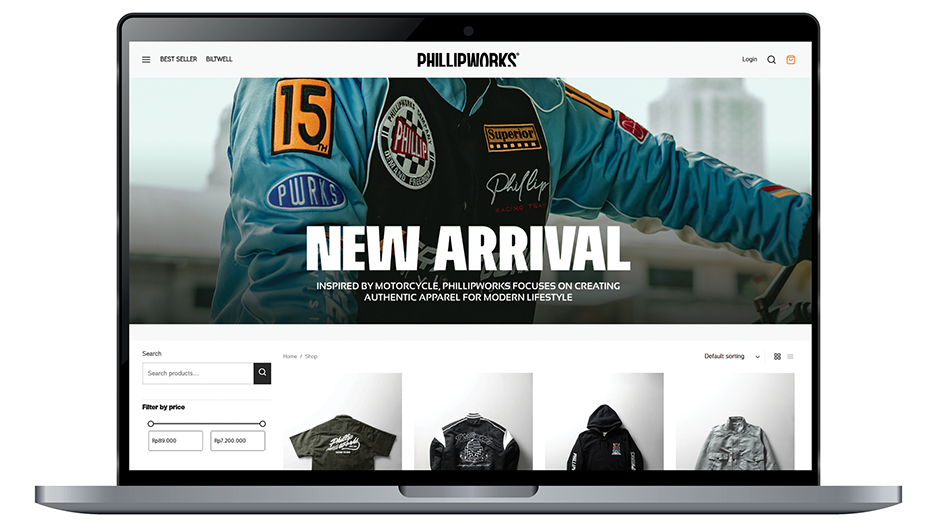 BEST SELLER
BILTWELL
PHILLIPWORKS®
Login
15
TH
PHILLIP
Superior
PWRKS
Phillip
RACING TEAM
NEW ARRIVAL
INSPIRED BY MOTORCYCLE, PHILLIPWORKS FOCUSES ON CREATING
AUTHENTIC APPAREL FOR MODERN LIFESTYLE
Search
Home / Shop
Default sorting
Search products...
Filter by price
Rp89.000
Rp7.200.000